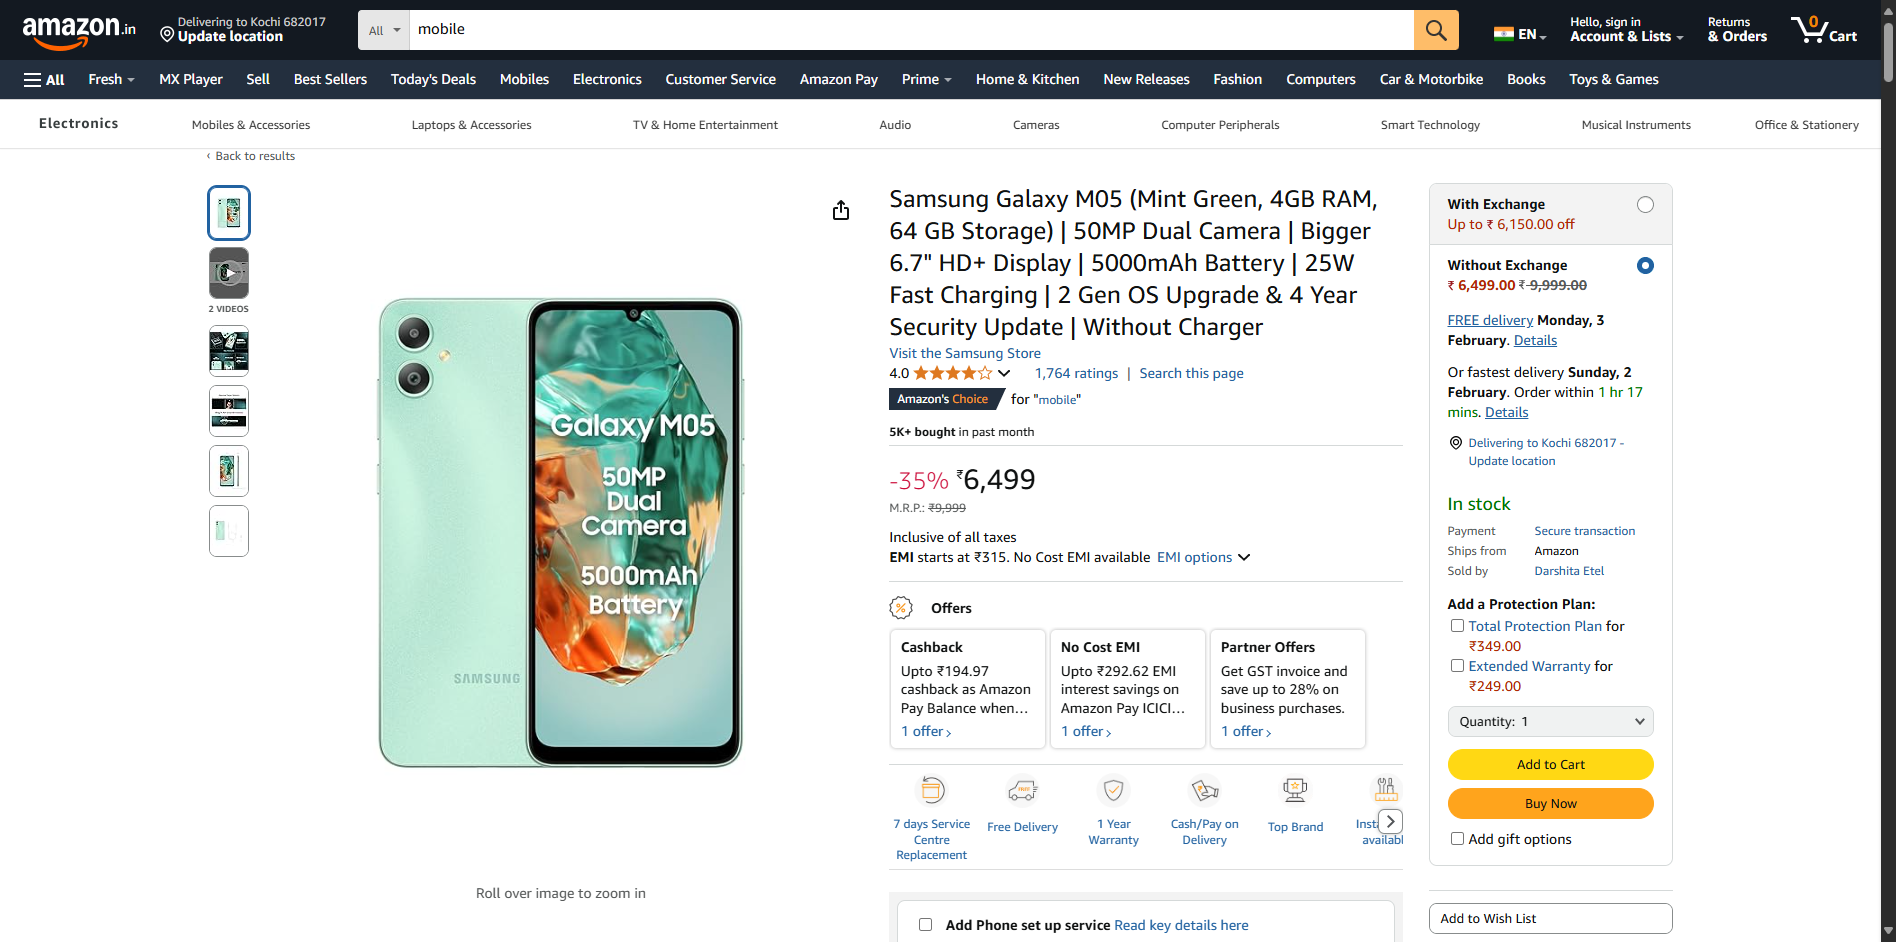 amazon.in
Delivering to Kochi 682017
Update location
All
mobile
EN
Hello, sign in
Account & Lists
Returns
& Orders
0
Cart
All
Fresh
MX Player
Sell
Best Sellers
Today's Deals
Mobiles
Electronics
Customer Service
Amazon Pay
Prime
Home & Kitchen
New Releases
Fashion
Computers
Car & Motorbike
Books
Toys & Games
Electronics
Mobiles & Accessories
Laptops & Accessories
TV & Home Entertainment
Audio
Cameras
Computer Peripherals
Smart Technology
Musical Instruments
Office & Stationery
‹ Back to results
2 VIDEOS
Galaxy M05
50MP
Dual
Camera
5000mAh
Battery
SAMSUNG
Roll over image to zoom in
Samsung Galaxy M05 (Mint Green, 4GB RAM,
64 GB Storage) | 50MP Dual Camera | Bigger
6.7" HD+ Display | 5000mAh Battery | 25W
Fast Charging | 2 Gen OS Upgrade & 4 Year
Security Update | Without Charger
Visit the Samsung Store
4.0
1,764 ratings | Search this page
Amazon's Choice for "mobile"
5K+ bought in past month
-35% ₹6,499
M.R.P.: ₹9,999
Inclusive of all taxes
EMI starts at ₹315. No Cost EMI available EMI options
Offers
Cashback
Upto ₹194.97
cashback as Amazon
Pay Balance when…
1 offer ›
No Cost EMI
Upto ₹292.62 EMI
interest savings on
Amazon Pay ICICI…
1 offer ›
Partner Offers
Get GST invoice and
save up to 28% on
business purchases.
1 offer ›
7 days Service
Centre
Replacement
Free Delivery
1 Year
Warranty
Cash/Pay on
Delivery
Top Brand
Insta
availabl
Add Phone set up service Read key details here
With Exchange
Up to ₹ 6,150.00 off
Without Exchange
₹ 6,499.00 ₹ 9,999.00
FREE delivery Monday, 3
February. Details
Or fastest delivery Sunday, 2
February. Order within 1 hr 17
mins. Details
Delivering to Kochi 682017 -
Update location
In stock
Payment Secure transaction
Ships from Amazon
Sold by Darshita Etel
Add a Protection Plan:
Total Protection Plan for
₹349.00
Extended Warranty for
₹249.00
Quantity: 1
Add to Cart
Buy Now
Add gift options
Add to Wish List